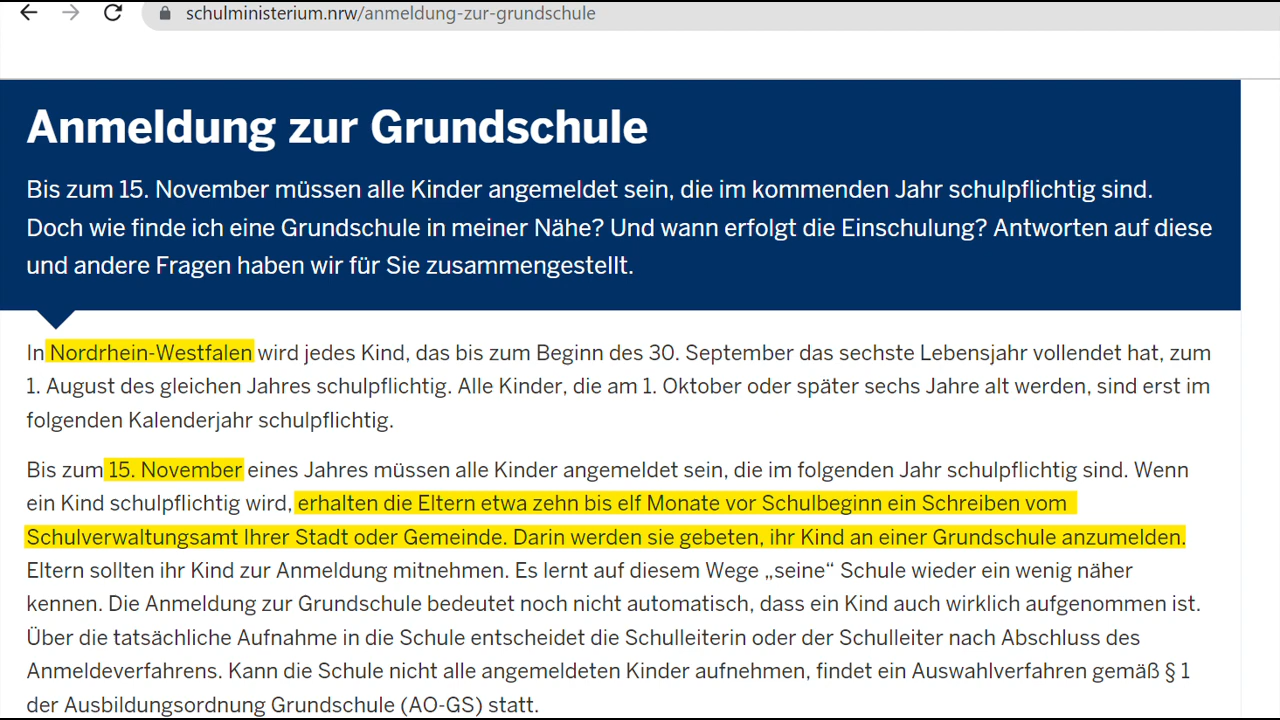 schulministerium.nrw/anmeldung-zur-grundschule
Anmeldung zur Grundschule
Bis zum 15. November müssen alle Kinder angemeldet sein, die im kommenden Jahr schulpflichtig sind.
Doch wie finde ich eine Grundschule in meiner Nähe? Und wann erfolgt die Einschulung? Antworten auf diese
und andere Fragen haben wir für Sie zusammengestellt.
In Nordrhein-Westfalen wird jedes Kind, das bis zum Beginn des 30. September das sechste Lebensjahr vollendet hat, zum
1. August des gleichen Jahres schulpflichtig. Alle Kinder, die am 1. Oktober oder später sechs Jahre alt werden, sind erst im
folgenden Kalenderjahr schulpflichtig.
Bis zum 15. November eines Jahres müssen alle Kinder angemeldet sein, die im folgenden Jahr schulpflichtig sind. Wenn
ein Kind schulpflichtig wird, erhalten die Eltern etwa zehn bis elf Monate vor Schulbeginn ein Schreiben vom
Schulverwaltungsamt Ihrer Stadt oder Gemeinde. Darin werden sie gebeten, ihr Kind an einer Grundschule anzumelden.
Eltern sollten ihr Kind zur Anmeldung mitnehmen. Es lernt auf diesem Wege „seine“ Schule wieder ein wenig näher
kennen. Die Anmeldung zur Grundschule bedeutet noch nicht automatisch, dass ein Kind auch wirklich aufgenommen ist.
Über die tatsächliche Aufnahme in die Schule entscheidet die Schulleiterin oder der Schulleiter nach Abschluss des
Anmeldeverfahrens. Kann die Schule nicht alle angemeldeten Kinder aufnehmen, findet ein Auswahlverfahren gemäß § 1
der Ausbildungsordnung Grundschule (AO-GS) statt.